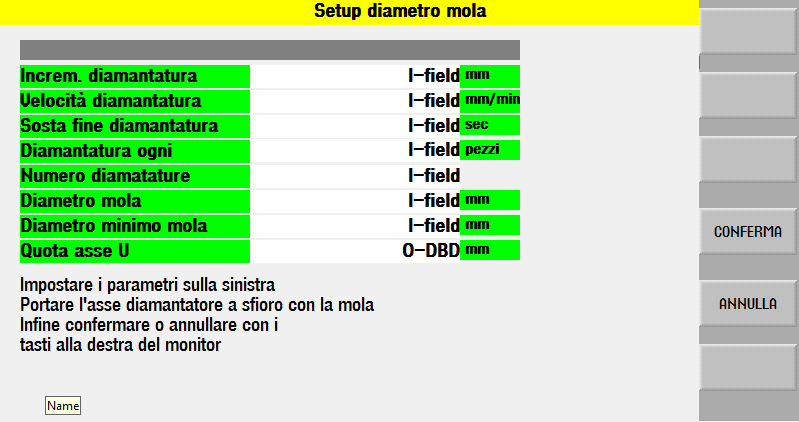 Setup diametro mola
Increm. diamantatura I-field mm
Velocità diamantatura I-field mm/min
Sosta fine diamantatura I-field sec
Diamantatura ogni I-field pezzi
Numero diamatature I-field
Diametro mola I-field mm
Diametro minimo mola I-field mm
Quota asse U O-DBD mm
Impostare i parametri sulla sinistra
Portare l'asse diamantatore a sfioro con la mola
Infine confermare o annullare con i
tasti alla destra del monitor
CONFERMA
ANNULLA
Name